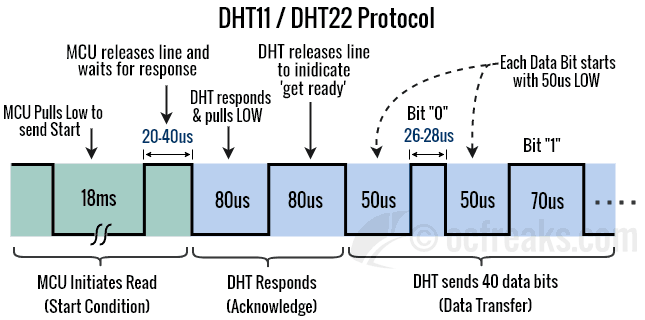 DHT11 / DHT22 Protocol
MCU releases line and
waits for response
DHT releases line
to inidicate
'get ready'
Each Data Bit starts
with 50us LOW
MCU Pulls Low to
send Start
DHT responds
& pulls LOW
20-40us
Bit "0"
26-28us
Bit "1"
18ms
80us
80us
50us
50us
70us
© ocfreaks.com
MCU Initiates Read
(Start Condition)
DHT Responds
(Acknowledge)
DHT sends 40 data bits
(Data Transfer)